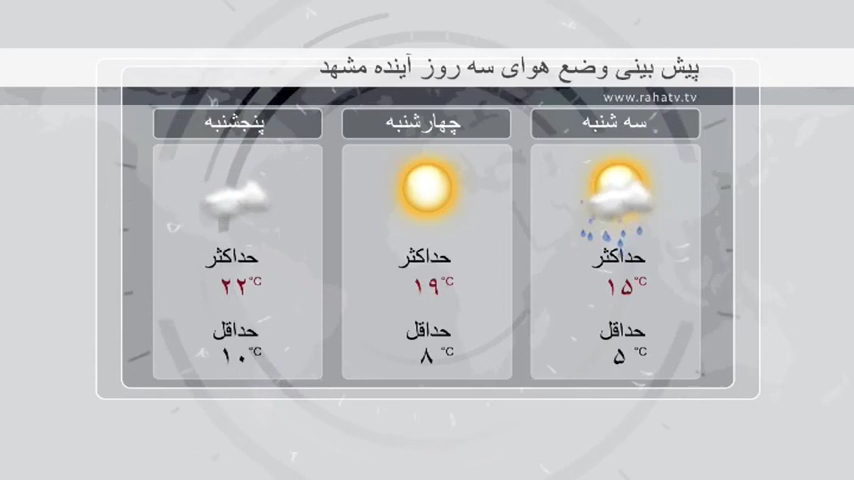 پیش بینی وضع هوای سه روز آینده مشهد
www.rahatv.tv
سه شنبه
حداکثر
۱۵ °C
حداقل
۵ °C
چهارشنبه
حداکثر
۱۹ °C
حداقل
۸ °C
پنجشنبه
حداکثر
۲۲ °C
حداقل
۱۰ °C